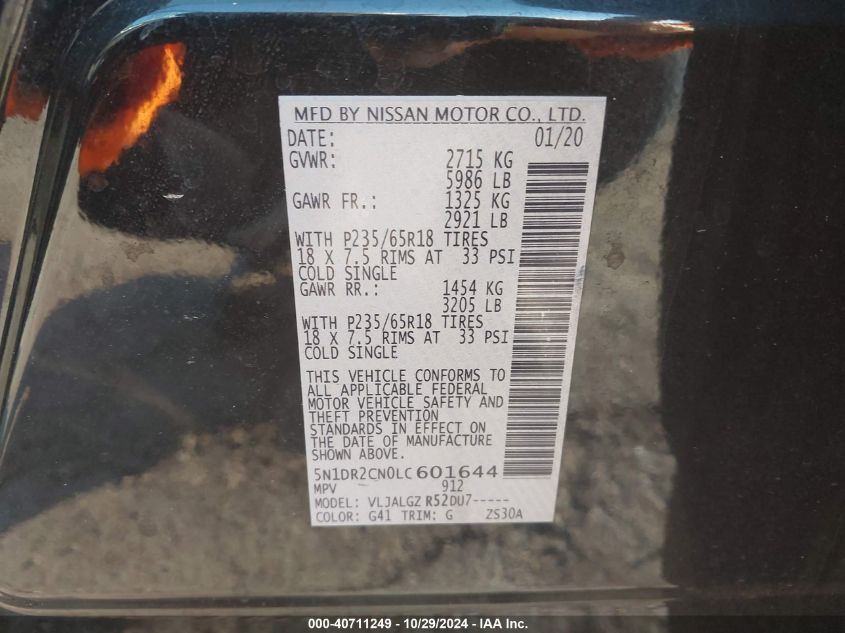 MFD BY NISSAN MOTOR CO., LTD.
DATE: 01/20
GVWR: 2715 KG
5986 LB
GAWR FR.: 1325 KG
2921 LB
WITH P235/65R18 TIRES
18 X 7.5 RIMS AT 33 PSI
COLD SINGLE
GAWR RR.: 1454 KG
3205 LB
WITH P235/65R18 TIRES
18 X 7.5 RIMS AT 33 PSI
COLD SINGLE
THIS VEHICLE CONFORMS TO
ALL APPLICABLE FEDERAL
MOTOR VEHICLE SAFETY AND
THEFT PREVENTION
STANDARDS IN EFFECT ON
THE DATE OF MANUFACTURE
SHOWN ABOVE.
5N1DR2CN0LC601644
MPV 912
MODEL: VLJALGZ R52DU7-----
COLOR: G41 TRIM: G ZS30A
000-40711249 - 10/29/2024 - IAA Inc.